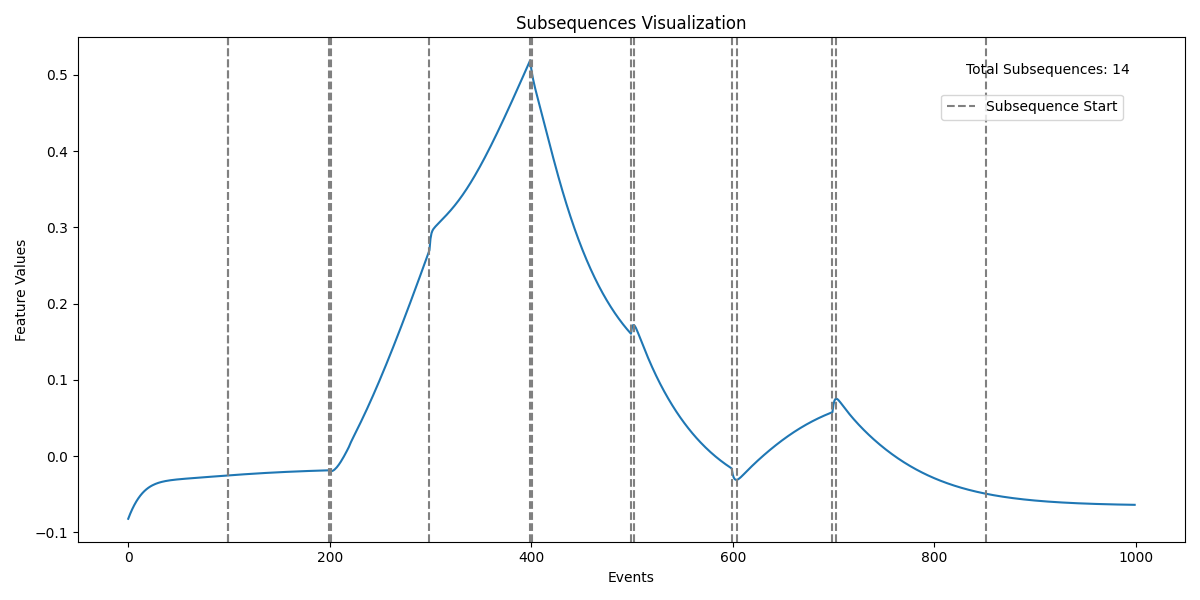 Subsequences Visualization
Total Subsequences: 14
Subsequence Start
Feature Values
0.5
0.4
0.3
0.2
0.1
0.0
−0.1
0 200 400 600 800 1000
Events